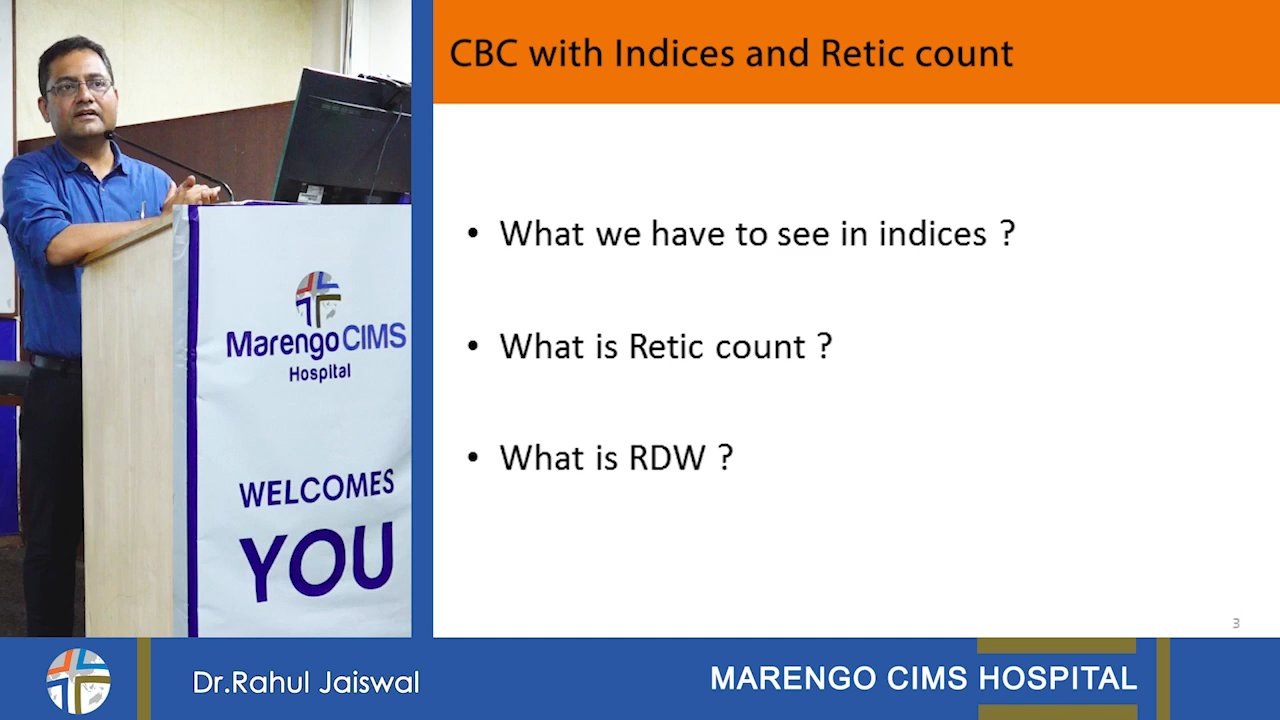 CBC with Indices and Retic count
• What we have to see in indices ?
• What is Retic count ?
• What is RDW ?
3
Marengo CIMS
Hospital
WELCOMES
YOU
Dr.Rahul Jaiswal
MARENGO CIMS HOSPITAL